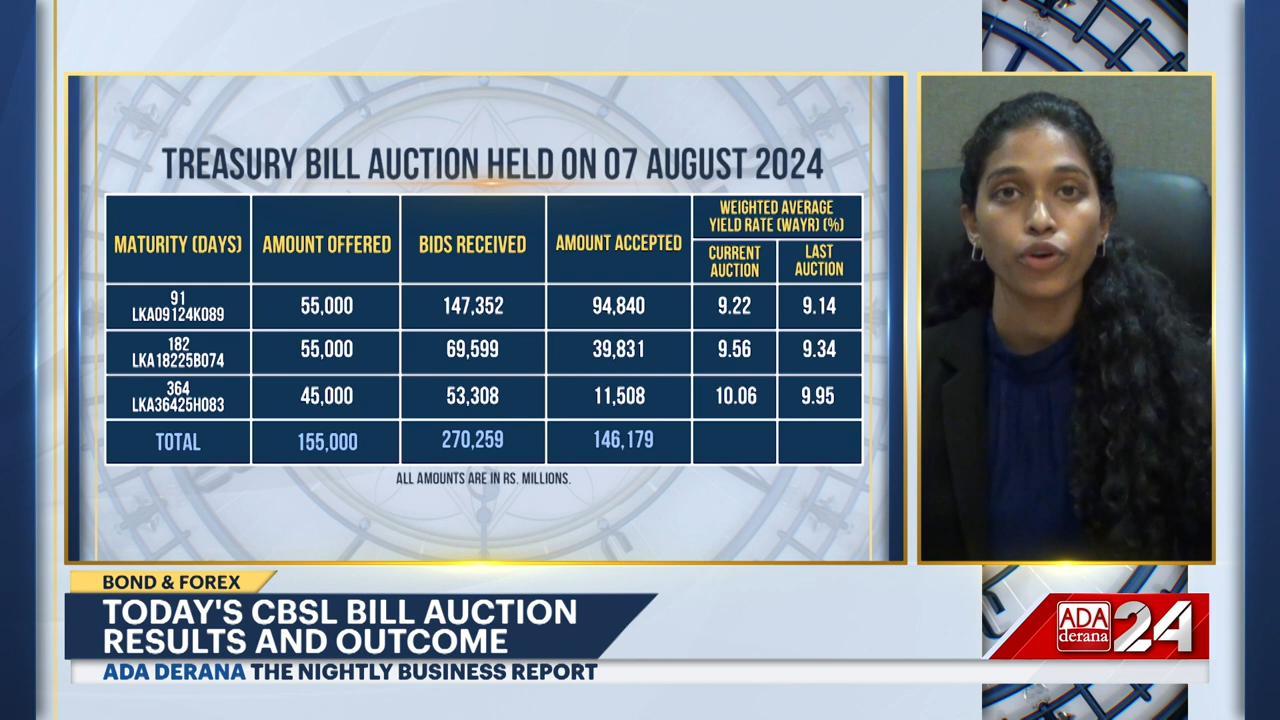 TREASURY BILL AUCTION HELD ON 07 AUGUST 2024
MATURITY (DAYS) AMOUNT OFFERED BIDS RECEIVED AMOUNT ACCEPTED WEIGHTED AVERAGE
YIELD RATE (WAYR) (%)
CURRENT
AUCTION
LAST
AUCTION
91
LKA09124K089 55,000 147,352 94,840 9.22 9.14
182
LKA18225B074 55,000 69,599 39,831 9.56 9.34
364
LKA36425H083 45,000 53,308 11,508 10.06 9.95
TOTAL 155,000 270,259 146,179
ALL AMOUNTS ARE IN RS. MILLIONS.
BOND & FOREX
TODAY'S CBSL BILL AUCTION
RESULTS AND OUTCOME
ADA DERANA THE NIGHTLY BUSINESS REPORT
ADA
derana
24